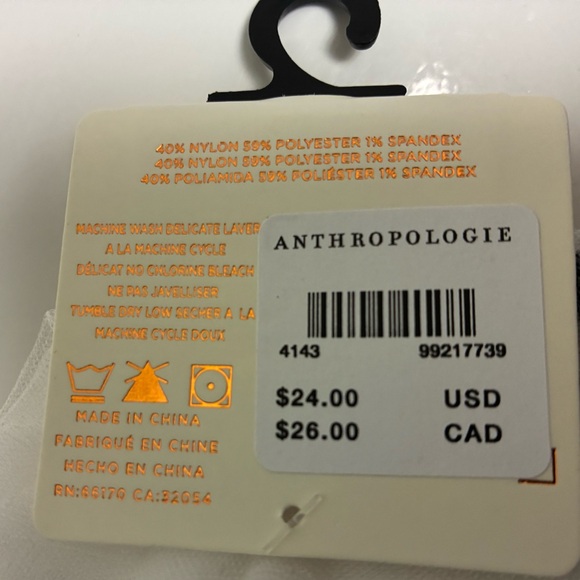 40% NYLON 59% POLYESTER 1% SPANDEX
40% NYLON 59% POLYESTER 1% SPANDEX
40% POLIAMIDA 59% POLIÉSTER 1% SPANDEX
MACHINE WASH DELICATE LAVER
A LA MACHINE CYCLE
DÉLICAT NO CHLORINE BLEACH
NE PAS JAVELLISER
TUMBLE DRY LOW SECHER A LA
MACHINE CYCLE DOUX
MADE IN CHINA
FABRIQUÉ EN CHINE
HECHO EN CHINA
RN:66170 CA:32054
ANTHROPOLOGIE
4143 99217739
$24.00 USD
$26.00 CAD